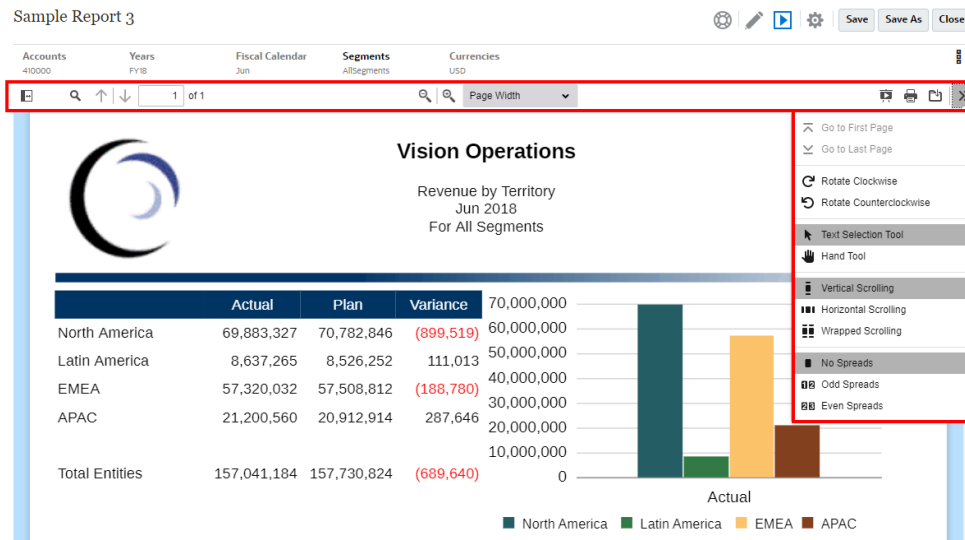 Sample Report 3
Save Save As Close
Accounts Years Fiscal Calendar Segments Currencies
410000 FY18 Jun AllSegments USD
1 of 1 Page Width
Go to First Page
Go to Last Page
Rotate Clockwise
Rotate Counterclockwise
Text Selection Tool
Hand Tool
Vertical Scrolling
Horizontal Scrolling
Wrapped Scrolling
No Spreads
Odd Spreads
Even Spreads
Vision Operations
Revenue by Territory
Jun 2018
For All Segments
Actual Plan Variance
North America 69,883,327 70,782,846 (899,519)
Latin America 8,637,265 8,526,252 111,013
EMEA 57,320,032 57,508,812 (188,780)
APAC 21,200,560 20,912,914 287,646
Total Entities 157,041,184 157,730,824 (689,640)
70,000,000
60,000,000
50,000,000
40,000,000
30,000,000
20,000,000
10,000,000
0
Actual
North America Latin America EMEA APAC